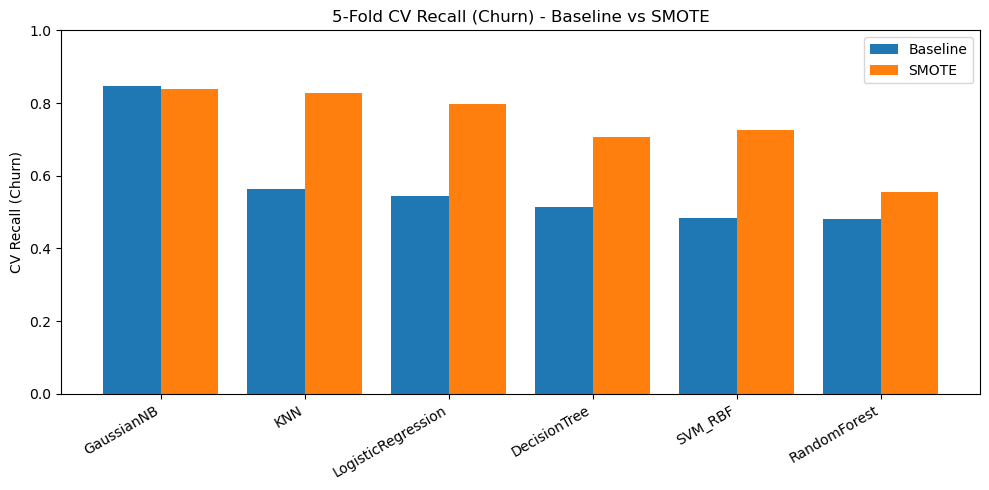 5-Fold CV Recall (Churn) - Baseline vs SMOTE
Baseline
SMOTE
CV Recall (Churn)
1.0
0.8
0.6
0.4
0.2
0.0
GaussianNB
KNN
LogisticRegression
DecisionTree
SVM_RBF
RandomForest